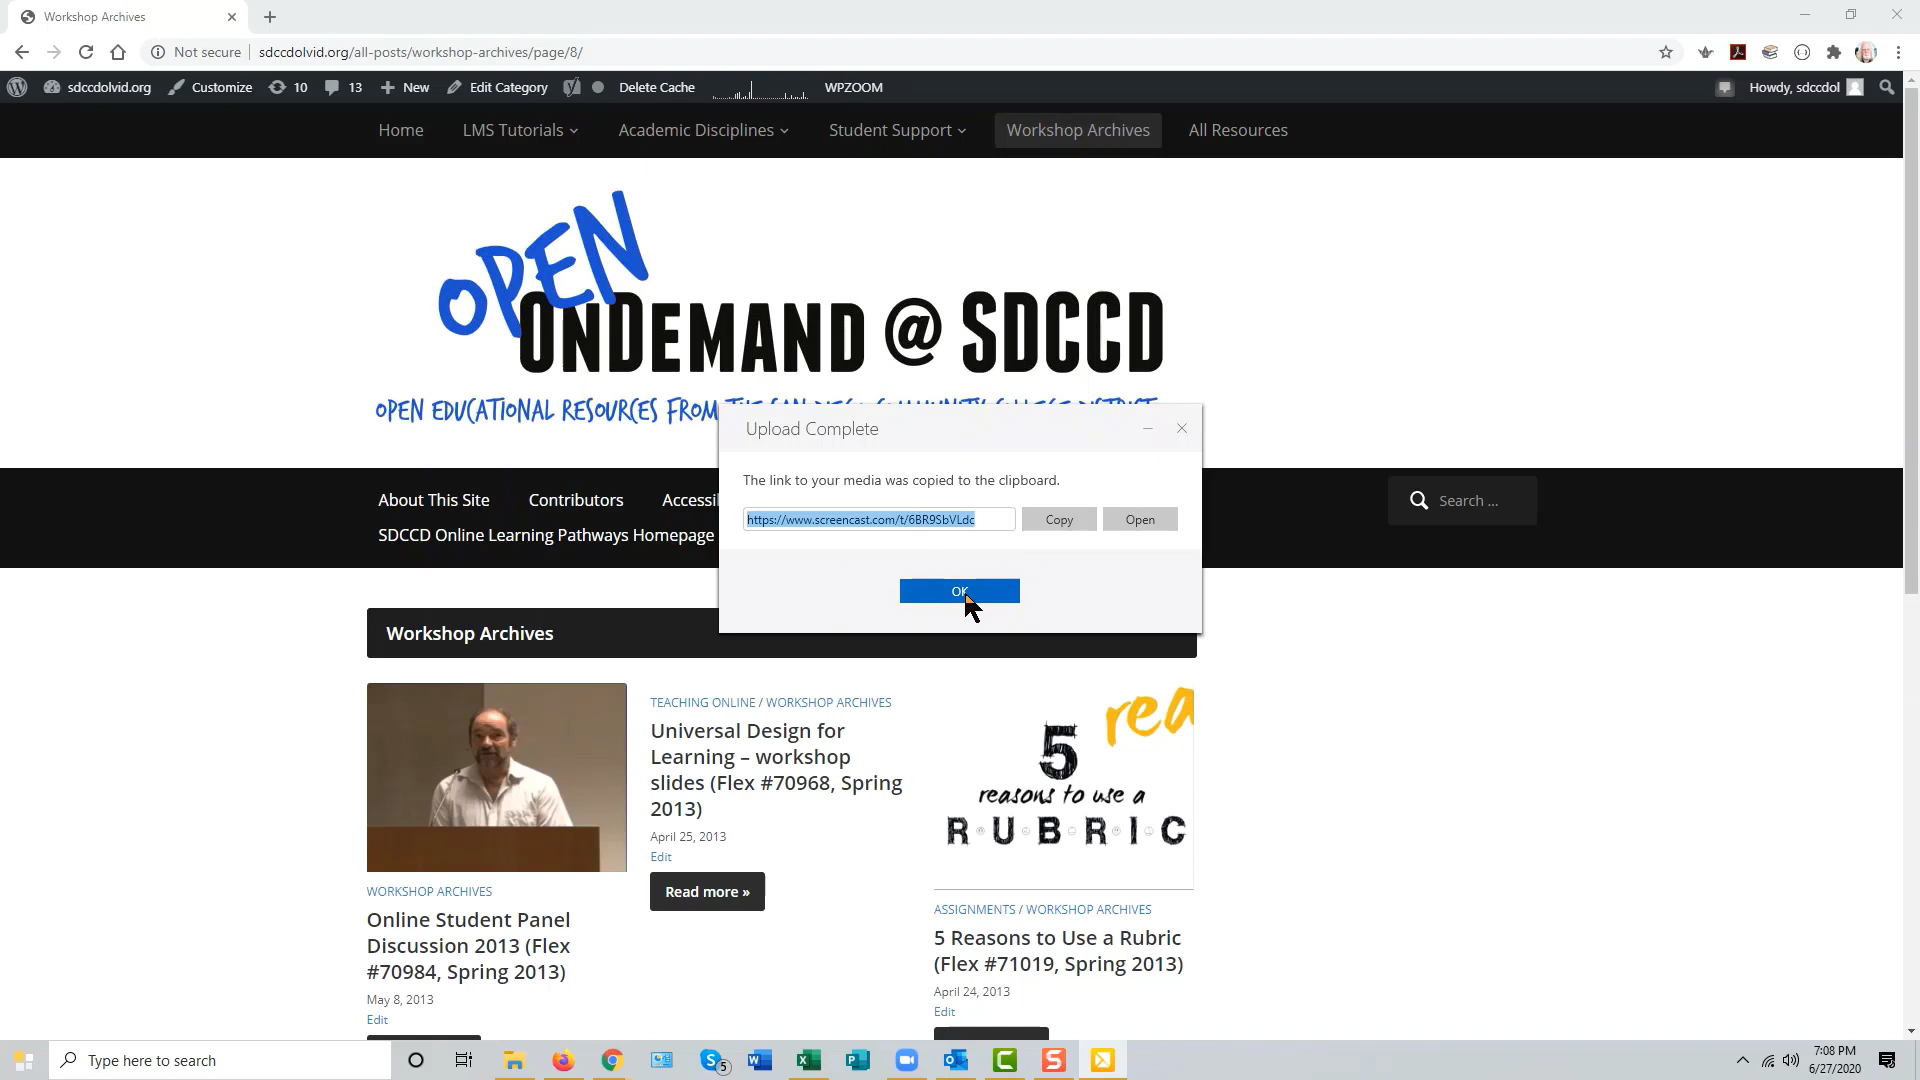 Workshop Archives
Not secure
sdccdolvid.org/all-posts/workshop-archives/page/8/
sdccdolvid.org
Customize
10
13
New
Edit Category
Delete Cache
WPZOOM
Howdy, sdccdol
Home
LMS Tutorials
Academic Disciplines
Student Support
Workshop Archives
All Resources
OPEN
ONDEMAND @ SDCCD
OPEN EDUCATIONAL RESOURCES FROM
Upload Complete
The link to your media was copied to the clipboard.
https://www.screencast.com/t/6BR9SbVLdc
Copy
Open
OK
About This Site
Contributors
Accessi
Search ...
SDCCD Online Learning Pathways Homepage
Workshop Archives
WORKSHOP ARCHIVES
Online Student Panel
Discussion 2013 (Flex
#70984, Spring 2013)
May 8, 2013
Edit
TEACHING ONLINE / WORKSHOP ARCHIVES
Universal Design for
Learning – workshop
slides (Flex #70968, Spring
2013)
April 25, 2013
Edit
Read more »
rea
5
reasons to use a
RUBRIC
ASSIGNMENTS / WORKSHOP ARCHIVES
5 Reasons to Use a Rubric
(Flex #71019, Spring 2013)
April 24, 2013
Edit
Type here to search
5
7:08 PM
6/27/2020